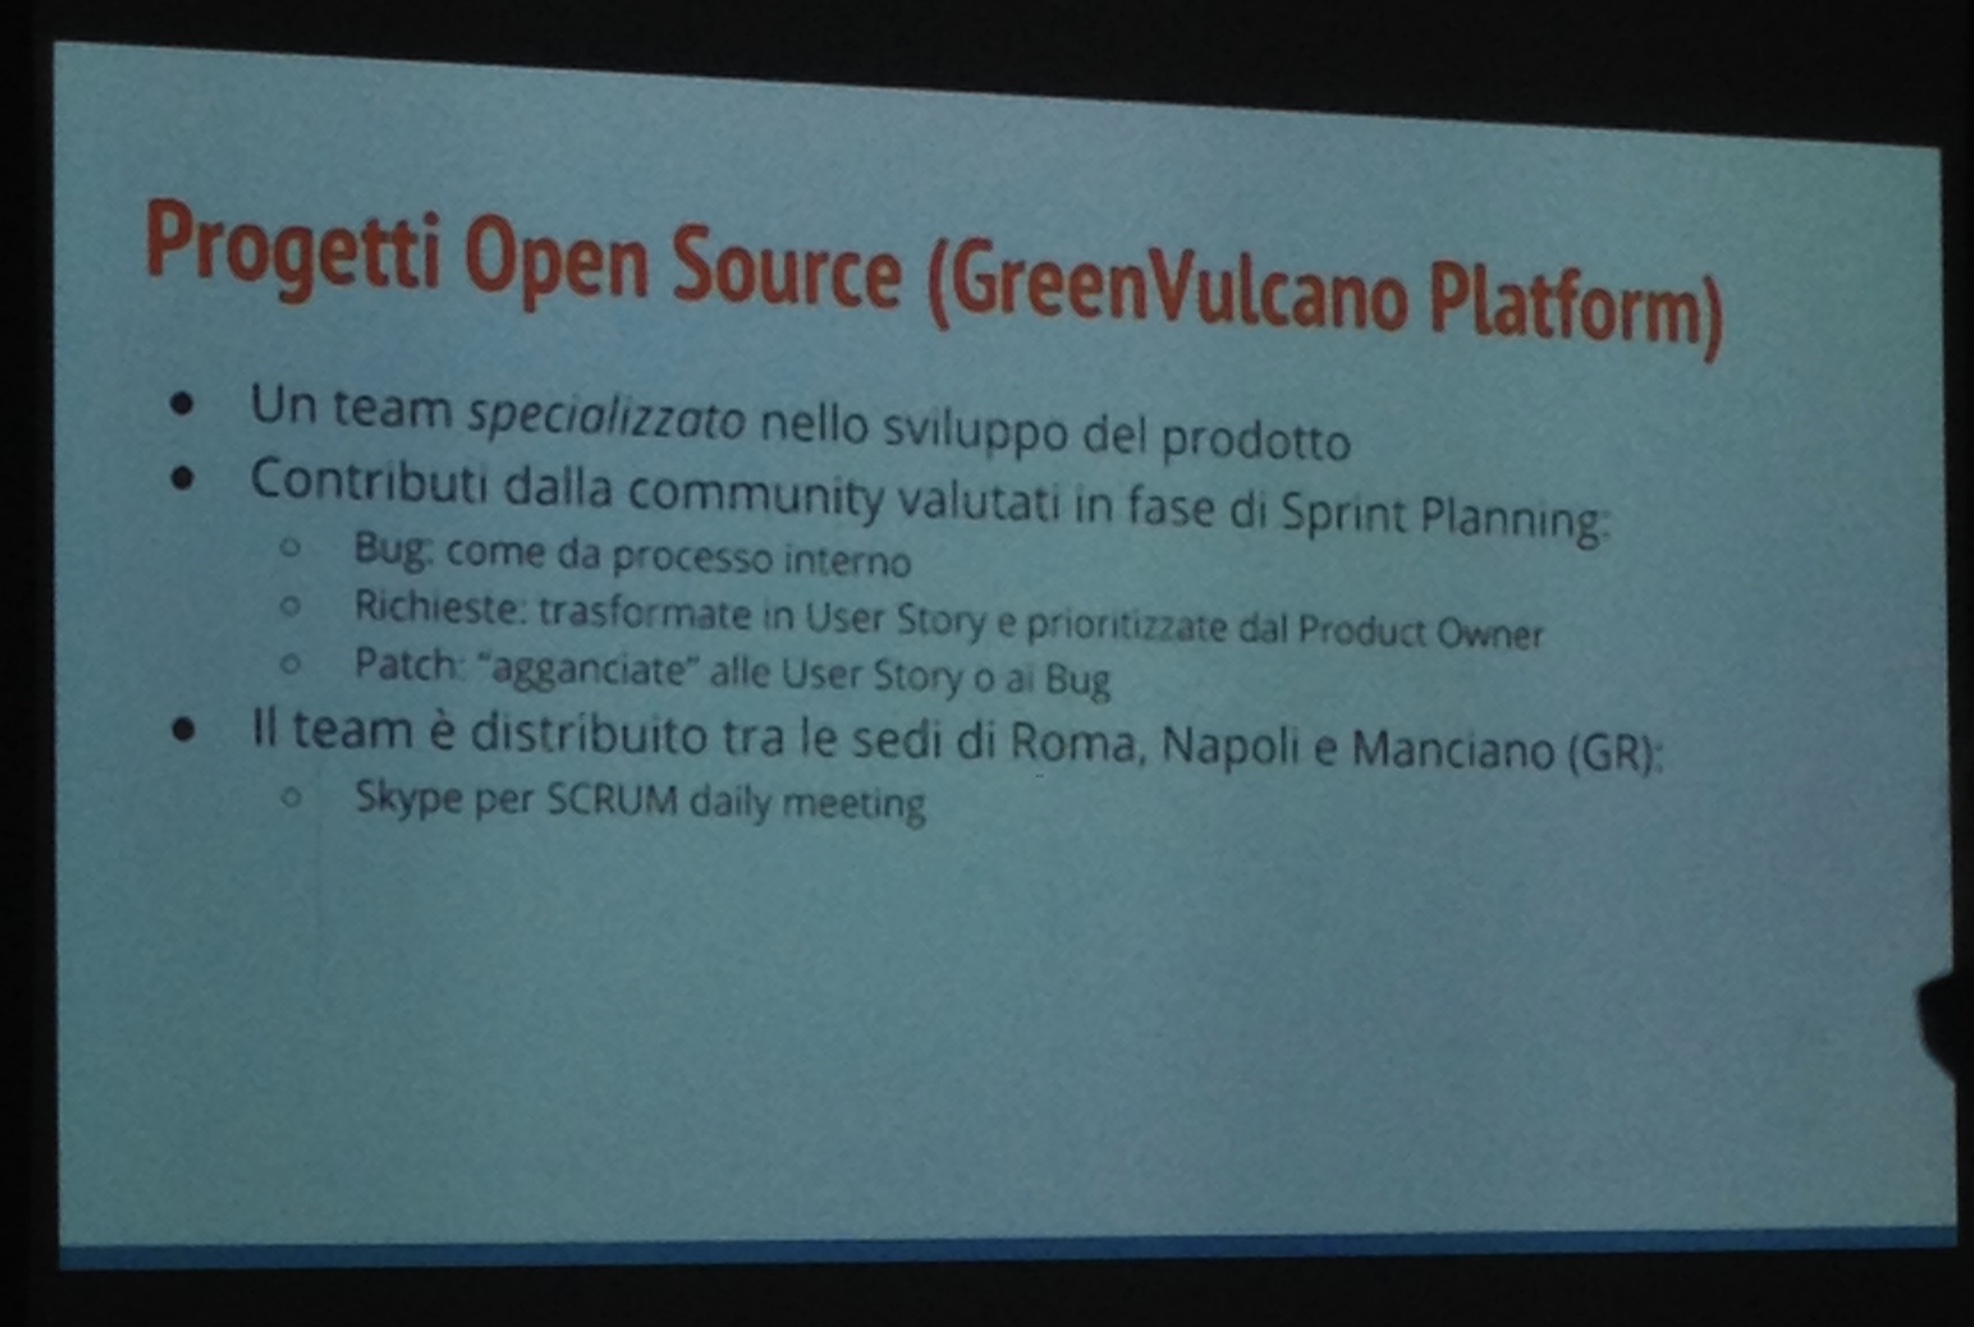 Progetti Open Source (GreenVulcano Platform)
● Un team specializzato nello sviluppo del prodotto
● Contributi dalla community valutati in fase di Sprint Planning:
○ Bug: come da processo interno
○ Richieste: trasformate in User Story e prioritizzate dal Product Owner
○ Patch: “agganciate” alle User Story o ai Bug
● Il team è distribuito tra le sedi di Roma, Napoli e Manciano (GR):
○ Skype per SCRUM daily meeting